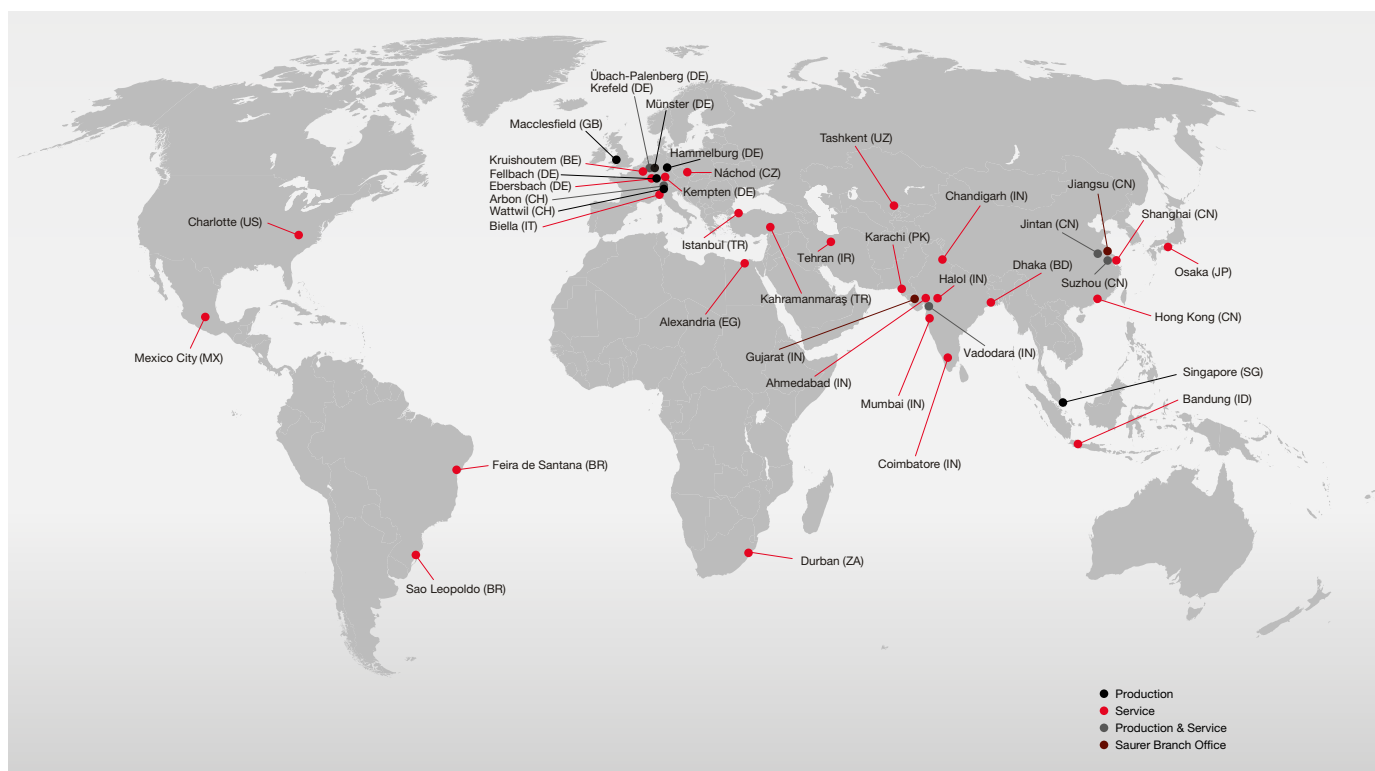 Übach-Palenberg (DE)
Krefeld (DE)
Münster (DE)
Macclesfield (GB)
Hammelburg (DE)
Kruishoutem (BE)
Fellbach (DE)
Ebersbach (DE)
Arbon (CH)
Wattwil (CH)
Biella (IT)
Náchod (CZ)
Kempten (DE)
Tashkent (UZ)
Chandigarh (IN)
Jiangsu (CN)
Shanghai (CN)
Jintan (CN)
Charlotte (US)
Istanbul (TR)
Tehran (IR)
Karachi (PK)
Dhaka (BD)
Halol (IN)
Suzhou (CN)
Osaka (JP)
Kahramanmaraş (TR)
Alexandria (EG)
Hong Kong (CN)
Mexico City (MX)
Gujarat (IN)
Vadodara (IN)
Ahmedabad (IN)
Mumbai (IN)
Singapore (SG)
Bandung (ID)
Coimbatore (IN)
Feira de Santana (BR)
Durban (ZA)
Sao Leopoldo (BR)
Production
Service
Production & Service
Saurer Branch Office